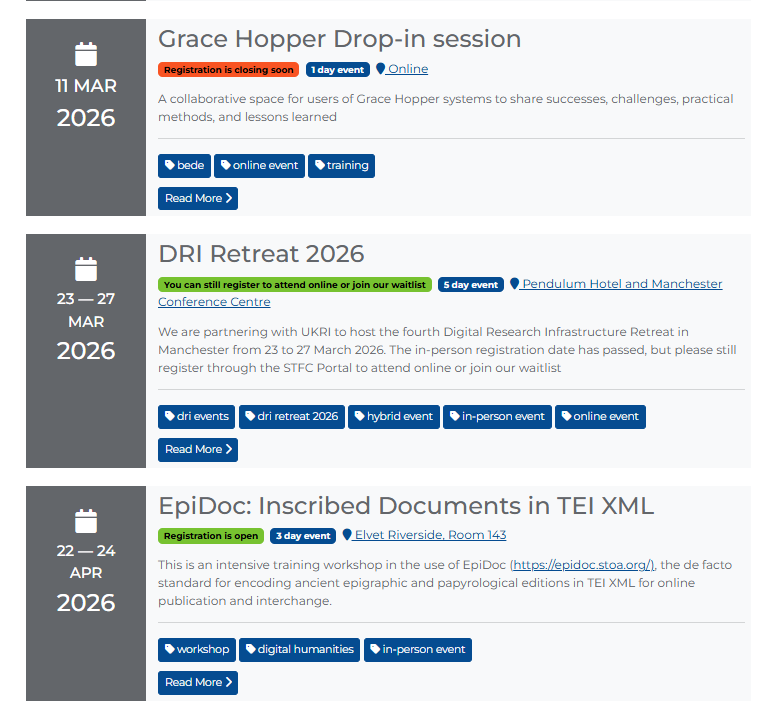 11 MAR
2026
Grace Hopper Drop-in session
Registration is closing soon 1 day event Online
A collaborative space for users of Grace Hopper systems to share successes, challenges, practical
methods, and lessons learned
bede online event training
Read More
23 — 27
MAR
2026
DRI Retreat 2026
You can still register to attend online or join our waitlist 5 day event Pendulum Hotel and Manchester
Conference Centre
We are partnering with UKRI to host the fourth Digital Research Infrastructure Retreat in
Manchester from 23 to 27 March 2026. The in-person registration date has passed, but please still
register through the STFC Portal to attend online or join our waitlist
dri events dri retreat 2026 hybrid event in-person event online event
Read More
22 — 24
APR
2026
EpiDoc: Inscribed Documents in TEI XML
Registration is open 3 day event Elvet Riverside, Room 143
This is an intensive training workshop in the use of EpiDoc (https://epidoc.stoa.org/), the de facto
standard for encoding ancient epigraphic and papyrological editions in TEI XML for online
publication and interchange.
workshop digital humanities in-person event
Read More